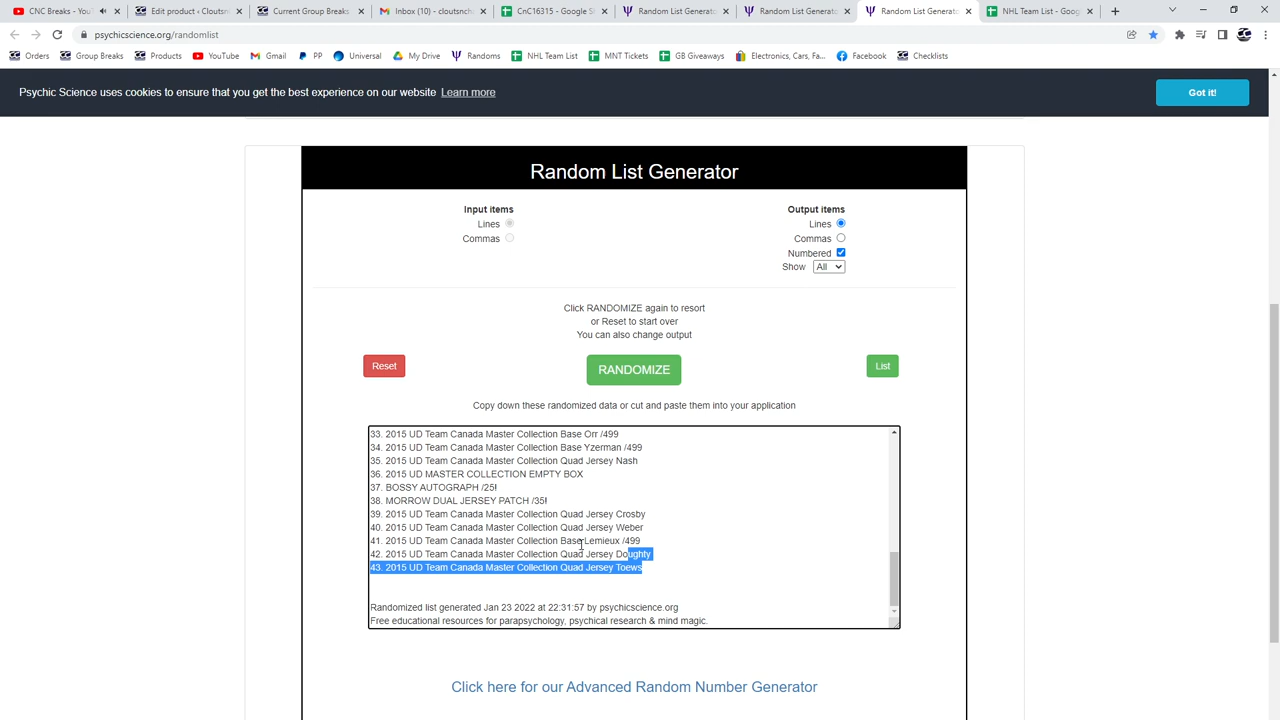 CNC Breaks - YouT
Edit product - Cloutsn
Current Group Breaks
Inbox (10) - cloutsnch
CnC16315 - Google S
Random List Generato
Random List Generato
Random List Generato
NHL Team List - Goog
psychicscience.org/randomlist
Orders
Group Breaks
Products
YouTube
Gmail
PP
Universal
My Drive
Randoms
NHL Team List
MNT Tickets
GB Giveaways
Electronics, Cars, Fa...
Facebook
Checklists
Psychic Science uses cookies to ensure that you get the best experience on our website Learn more
Got it!
Random List Generator
Input items
Lines
Commas
Output items
Lines
Commas
Numbered
Show All
Click RANDOMIZE again to resort
or Reset to start over
You can also change output
Reset
RANDOMIZE
List
Copy down these randomized data or cut and paste them into your application
33. 2015 UD Team Canada Master Collection Base Orr /499
34. 2015 UD Team Canada Master Collection Base Yzerman /499
35. 2015 UD Team Canada Master Collection Quad Jersey Nash
36. 2015 UD MASTER COLLECTION EMPTY BOX
37. BOSSY AUTOGRAPH /25!
38. MORROW DUAL JERSEY PATCH /35!
39. 2015 UD Team Canada Master Collection Quad Jersey Crosby
40. 2015 UD Team Canada Master Collection Quad Jersey Weber
41. 2015 UD Team Canada Master Collection Base Lemieux /499
42. 2015 UD Team Canada Master Collection Quad Jersey Doughty
43. 2015 UD Team Canada Master Collection Quad Jersey Toews
Randomized list generated Jan 23 2022 at 22:31:57 by psychicscience.org
Free educational resources for parapsychology, psychical research & mind magic.
Click here for our Advanced Random Number Generator